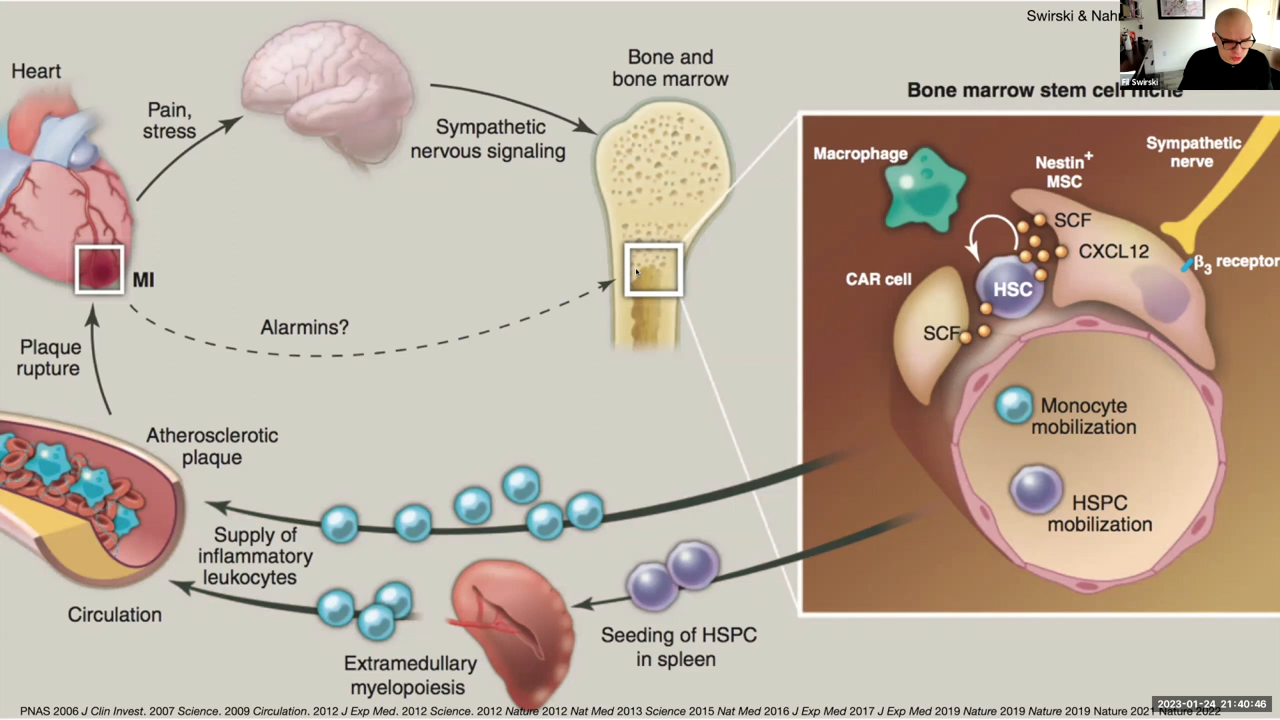 Swirski & Nah
Fil Swirski
Heart
Pain,
stress
Sympathetic
nervous signaling
Bone and
bone marrow
Bone marrow stem cell niche
Macrophage
Nestin+
MSC
Sympathetic
nerve
SCF
CXCL12
β3 receptor
CAR cell
HSC
SCF
Monocyte
mobilization
HSPC
mobilization
MI
Alarmins?
Plaque
rupture
Atherosclerotic
plaque
Supply of
inflammatory
leukocytes
Circulation
Extramedullary
myelopoiesis
Seeding of HSPC
in spleen
2023-01-24 21:40:46
PNAS 2006 J Clin Invest. 2007 Science. 2009 Circulation. 2012 J Exp Med. 2012 Science. 2012 Nature 2012 Nat Med 2013 Science 2015 Nat Med 2016 J Exp Med 2017 J Exp Med 2019 Nature 2019 Nature 2019 Nature 2021 Nature 2022